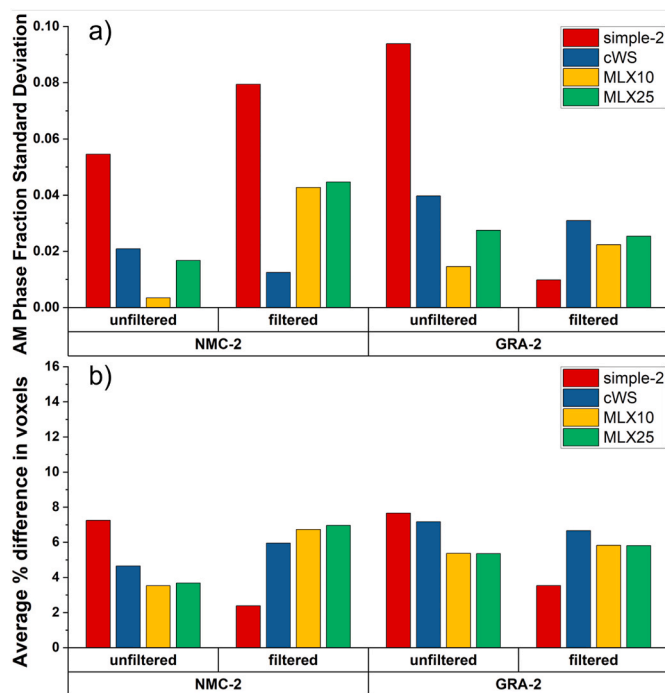 a)
AM Phase Fraction Standard Deviation
0.10
0.08
0.06
0.04
0.02
0.00
simple-2
cWS
MLX10
MLX25
unfiltered filtered unfiltered filtered
NMC-2 GRA-2
b)
Average % difference in voxels
16
14
12
10
8
6
4
2
0
simple-2
cWS
MLX10
MLX25
unfiltered filtered unfiltered filtered
NMC-2 GRA-2